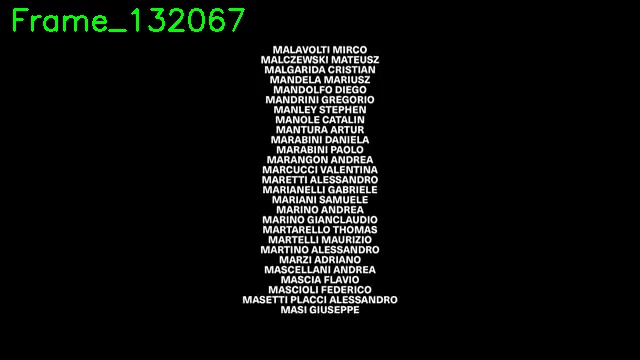 Frame_132067
MALAVOLTI MIRCO
MALCZEWSKI MATEUSZ
MALGARIDA CRISTIAN
MANDELA MARIUSZ
MANDOLFO DIEGO
MANDRINI GREGORIO
MANLEY STEPHEN
MANOLE CATALIN
MANTURA ARTUR
MARABINI DANIELA
MARABINI PAOLO
MARANGON ANDREA
MARCUCCI VALENTINA
MARETTI ALESSANDRO
MARIANELLI GABRIELE
MARIANI SAMUELE
MARINO ANDREA
MARINO GIANCLAUDIO
MARTARELLO THOMAS
MARTELLI MAURIZIO
MARTINO ALESSANDRO
MARZI ADRIANO
MASCELLANI ANDREA
MASCIA FLAVIO
MASCIOLI FEDERICO
MASETTI PLACCI ALESSANDRO
MASI GIUSEPPE